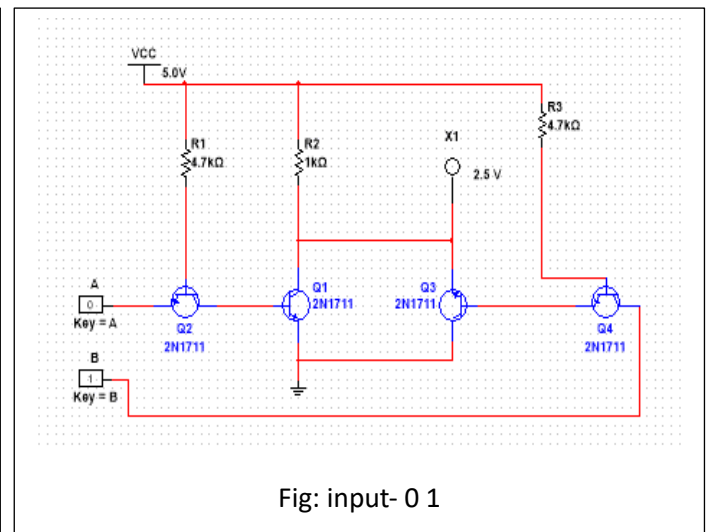 VCC
5.0V
R1
4.7kΩ
R2
1kΩ
X1
2.5 V
R3
4.7kΩ
A
0
Key = A
Q2
2N1711
Q1
2N1711
Q3
2N1711
Q4
2N1711
B
1
Key = B
Fig: input- 0 1